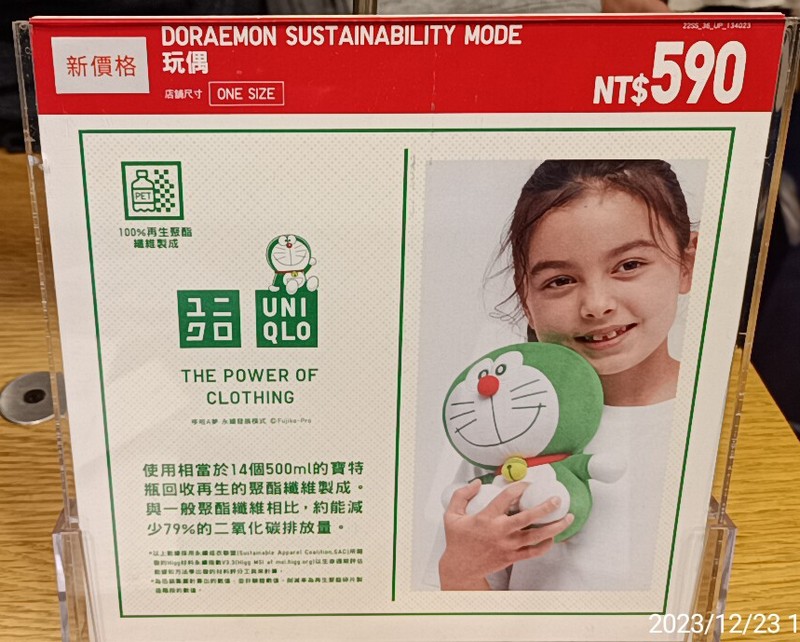 22SS_36_UP_134023
新價格
DORAEMON SUSTAINABILITY MODE
玩偶
店舖尺寸 ONE SIZE
NT$590
PET
100%再生聚酯
纖維製成
ユニ
クロ
UNI
QLO
THE POWER OF
CLOTHING
哆啦A夢 永續發展模式 ©Fujiko-Pro
使用相當於14個500ml的寶特
瓶回收再生的聚酯纖維製成。
與一般聚酯纖維相比，約能減
少79%的二氧化碳排放量。
(Sustainable Apparel Coalition,SAC)
2023/12/23 1